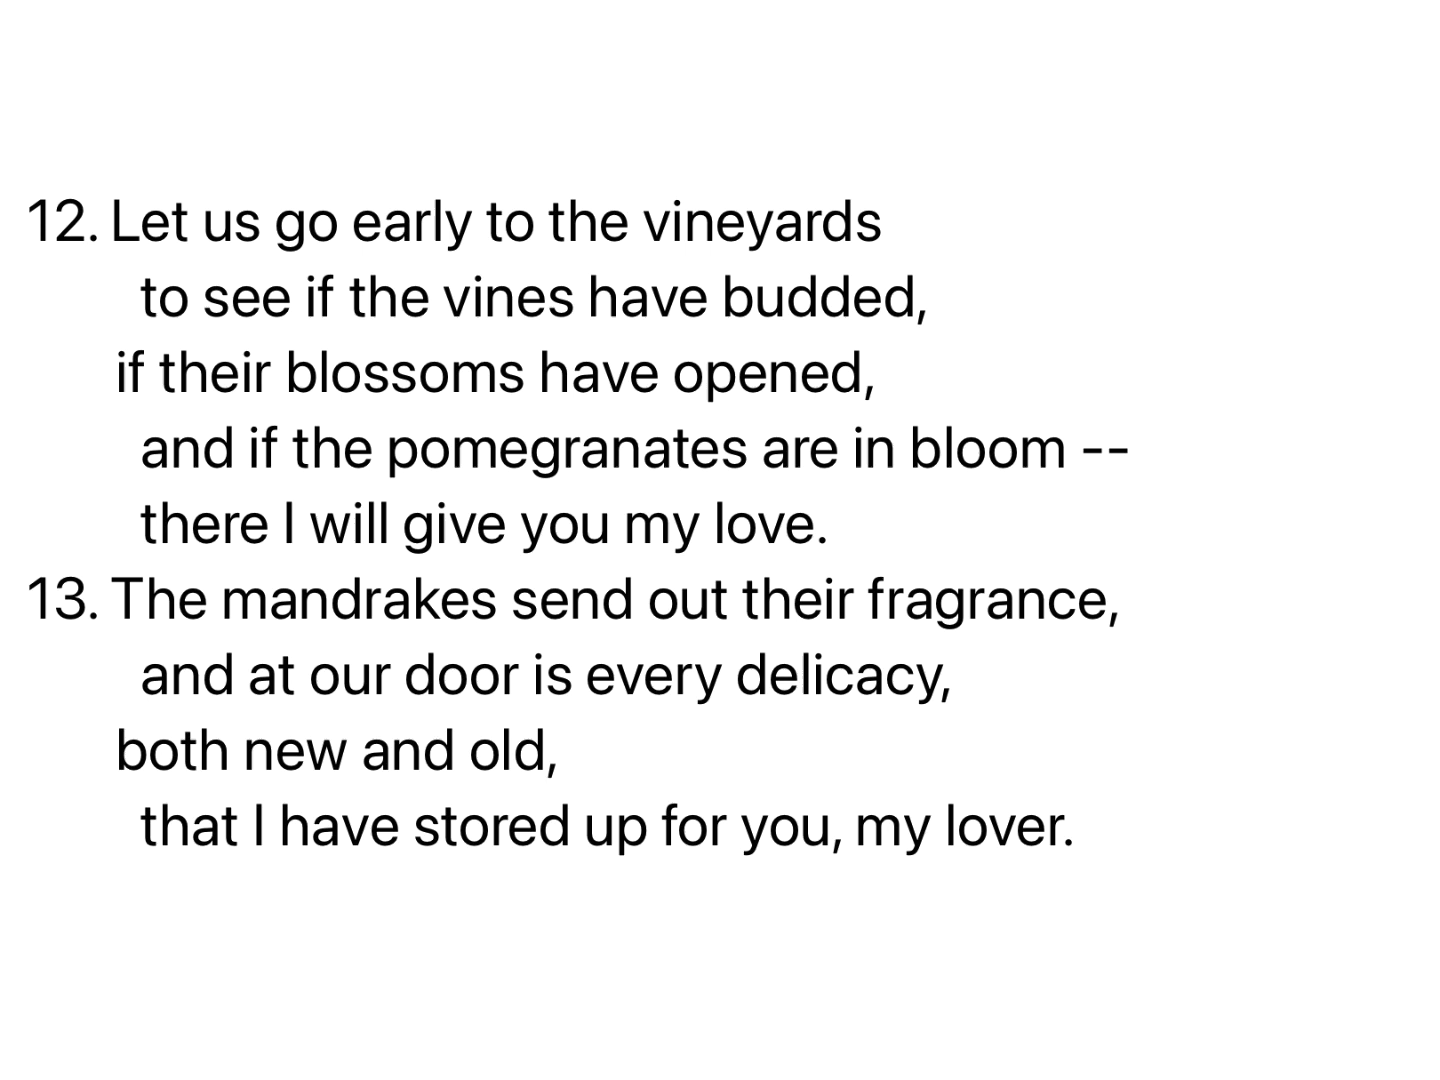 12. Let us go early to the vineyards
to see if the vines have budded,
if their blossoms have opened,
and if the pomegranates are in bloom --
there I will give you my love.
13. The mandrakes send out their fragrance,
and at our door is every delicacy,
both new and old,
that I have stored up for you, my lover.